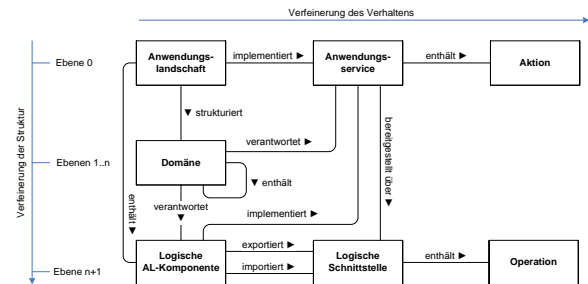 Verfeinerung des Verhaltens
Verfeinerung der Struktur
Ebene 0
Anwendungs-
landschaft
implementiert ►
Anwendungs-
service
enthält ►
Aktion
▼ strukturiert
bereitgestellt über ▼
verantwortet ►
Ebenen 1..n
Domäne
▼ enthält
enthält ▼
verantwortet
▼
implementiert ►
Ebene n+1
Logische
AL-Komponente
exportiert ►
importiert ►
Logische
Schnittstelle
enthält ►
Operation